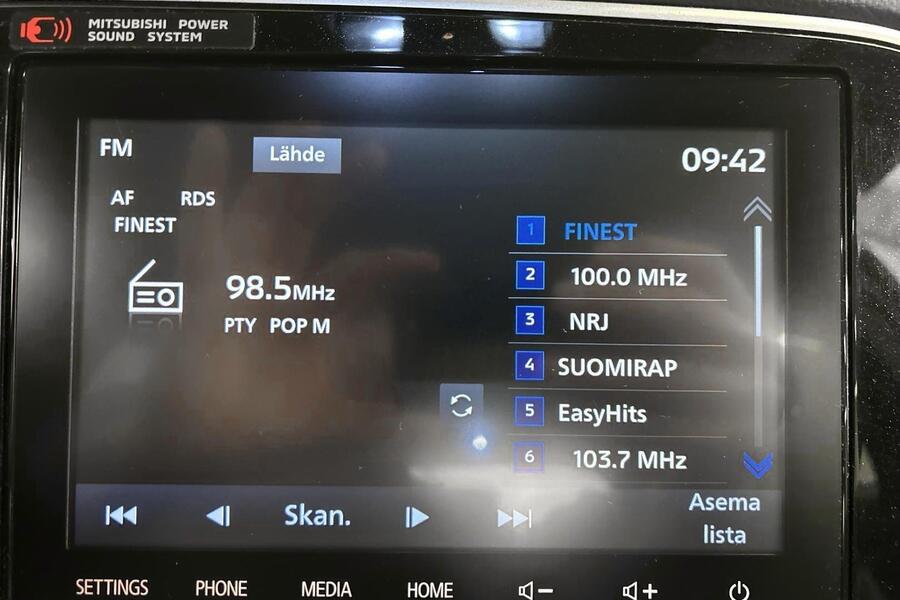 MITSUBISHI POWER
SOUND SYSTEM
FM
Lähde
09:42
AF RDS
FINEST
98.5MHz
PTY POP M
1 FINEST
2 100.0 MHz
3 NRJ
4 SUOMIRAP
5 EasyHits
6 103.7 MHz
Skan.
Asema
lista
SETTINGS PHONE MEDIA HOME